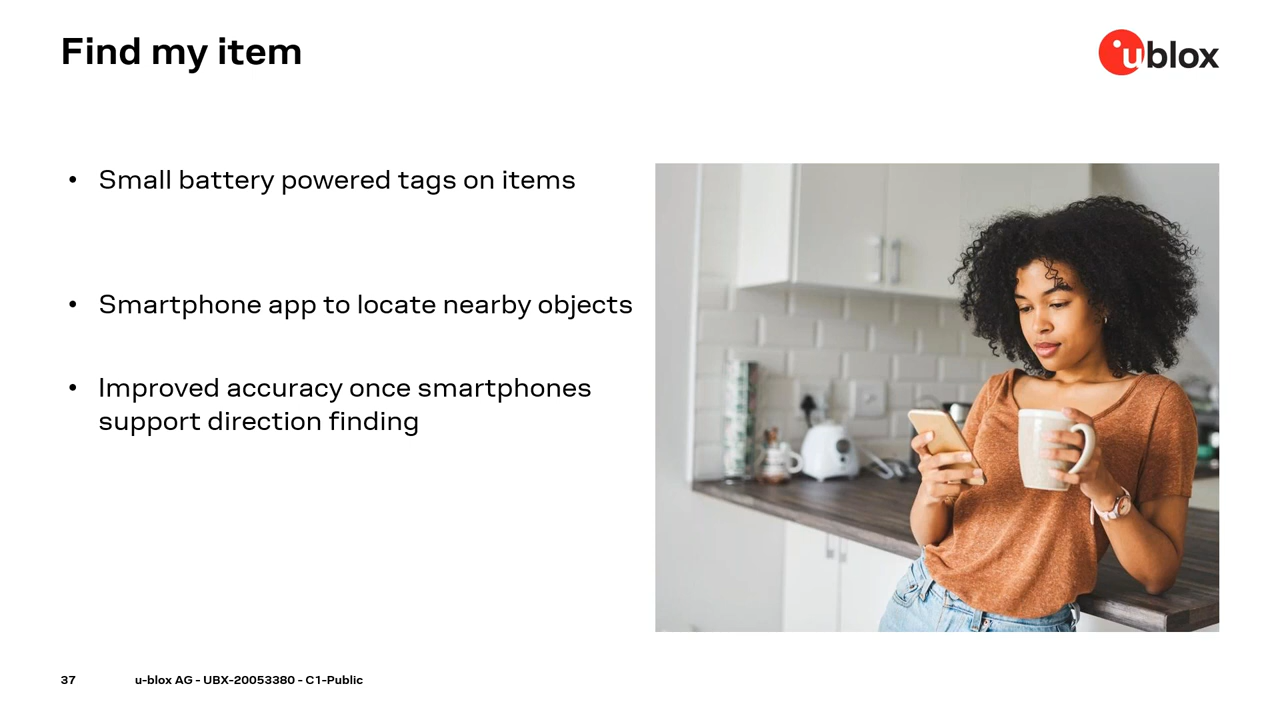 Find my item
ublox
• Small battery powered tags on items
• Smartphone app to locate nearby objects
• Improved accuracy once smartphones
support direction finding
37 u-blox AG - UBX-20053380 - C1-Public